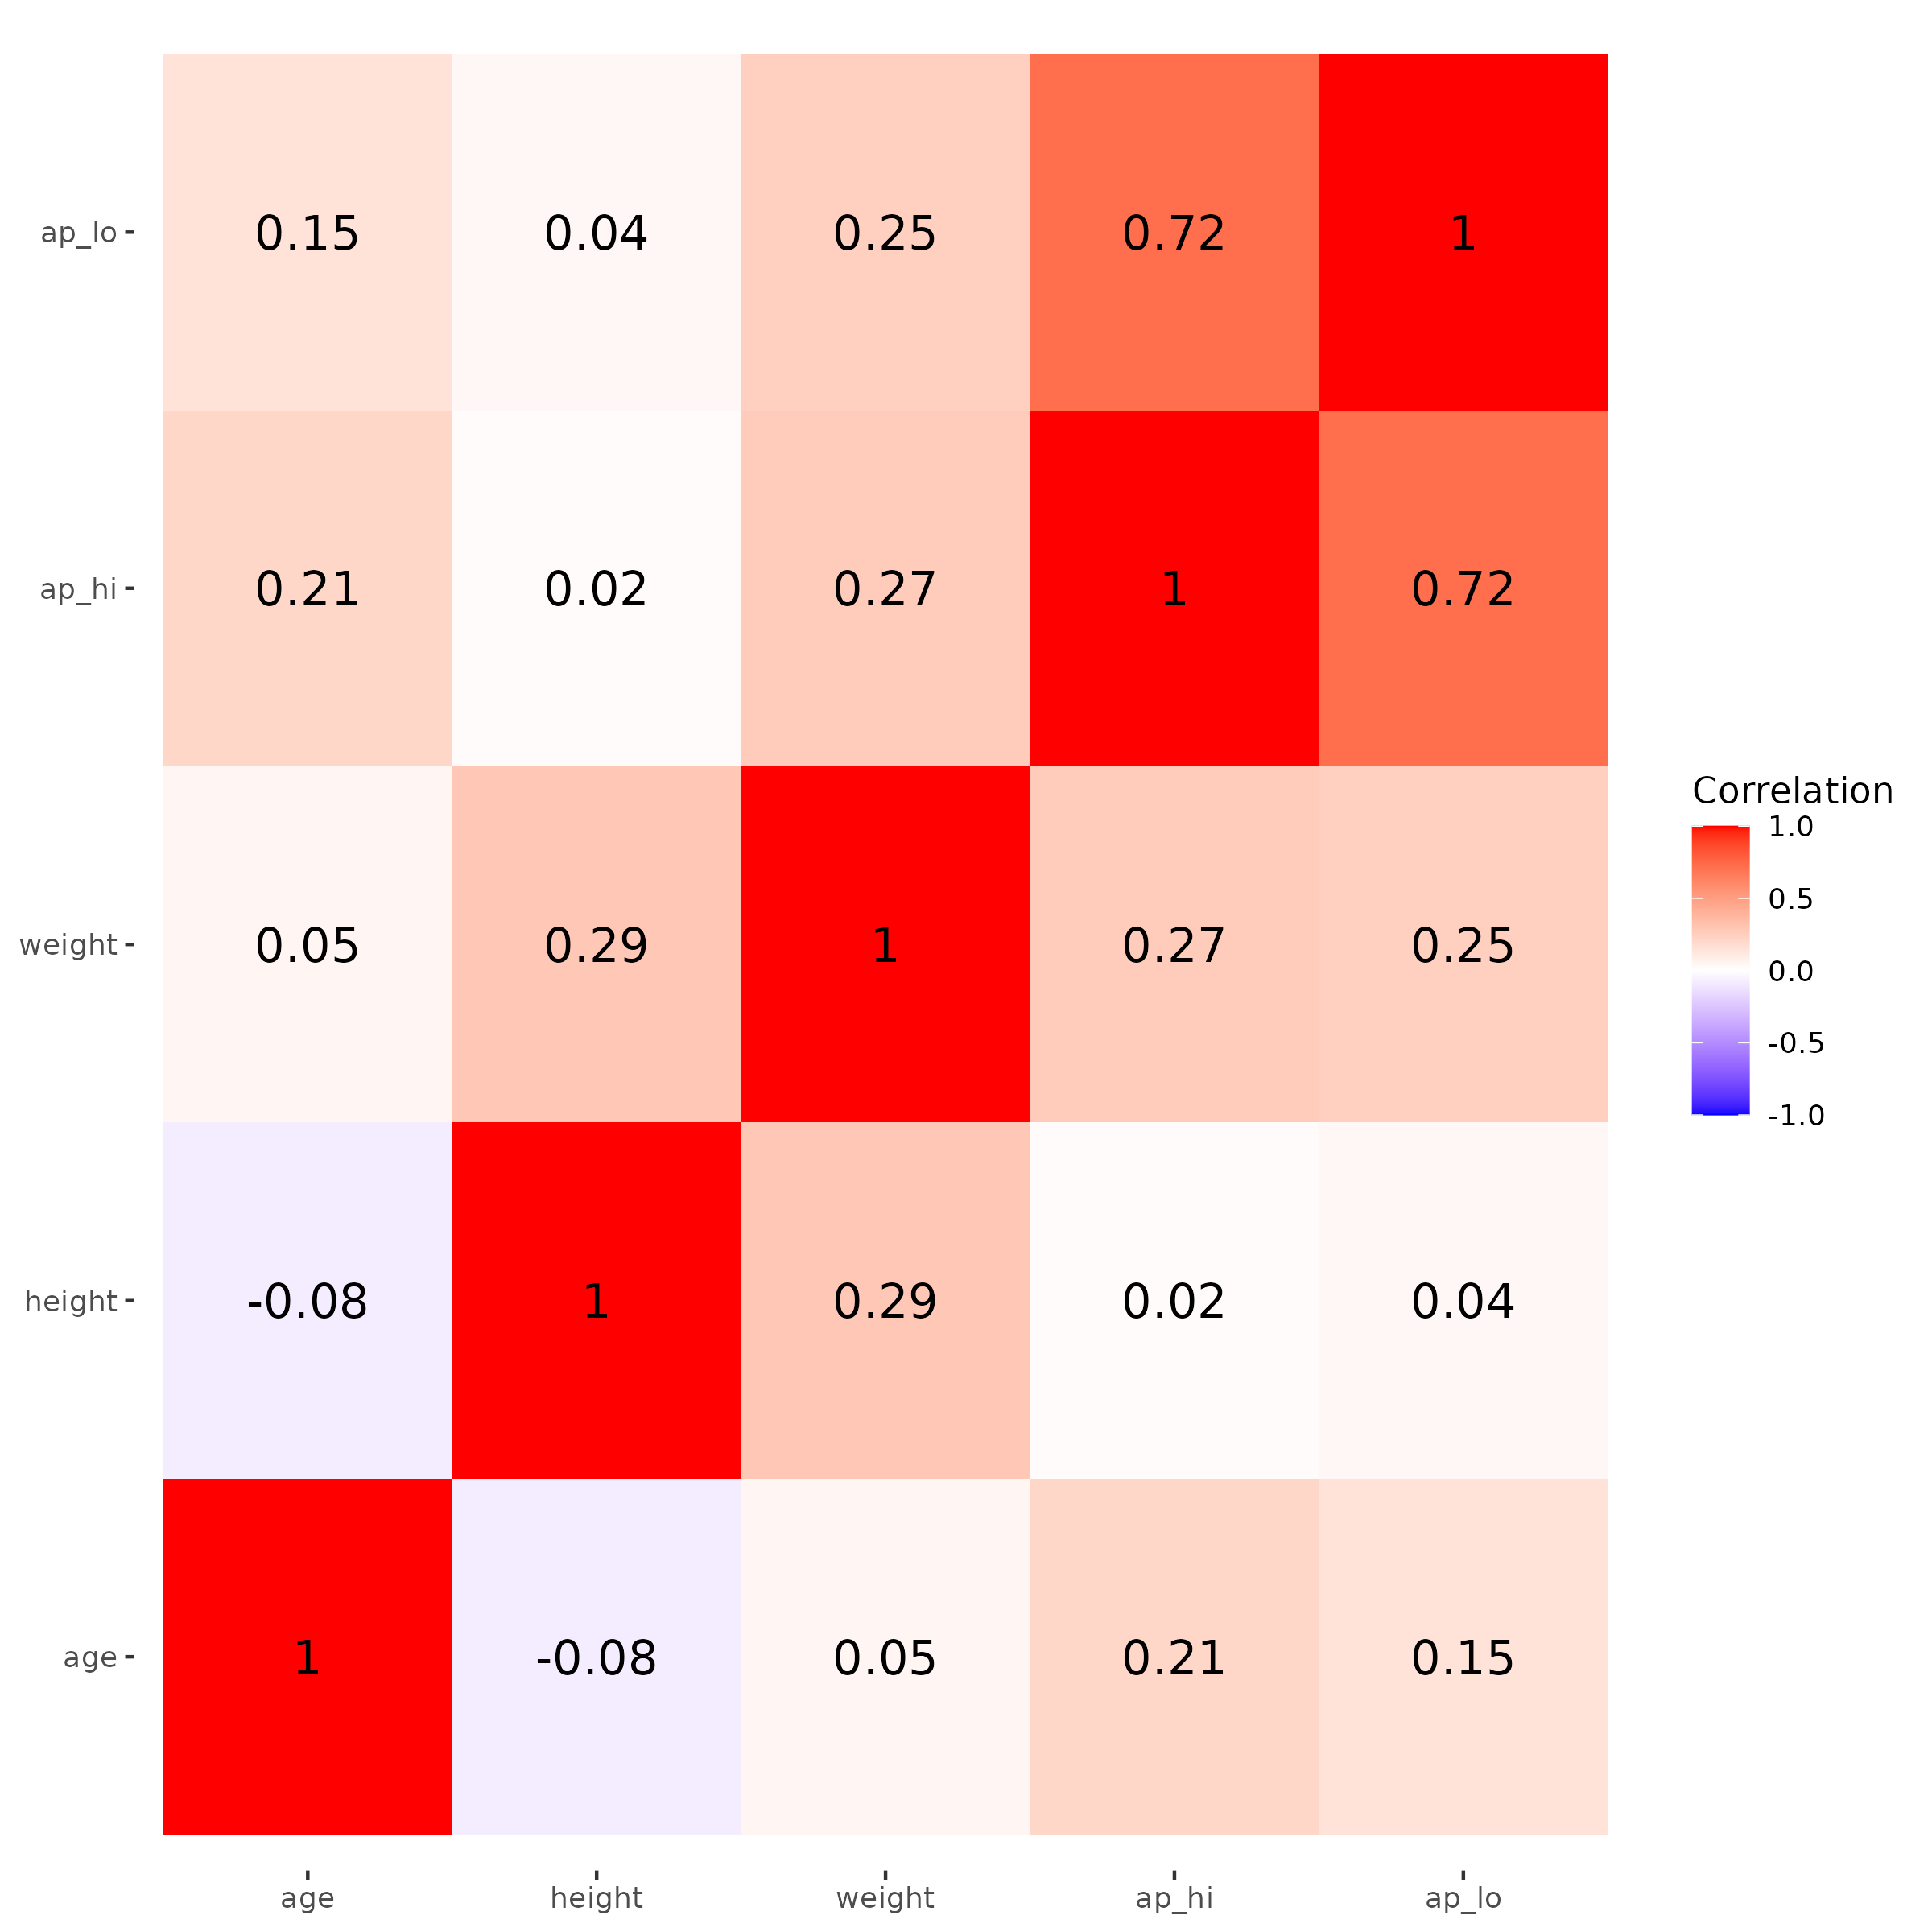 ap_lo 0.15 0.04 0.25 0.72 1
ap_hi 0.21 0.02 0.27 1 0.72
weight 0.05 0.29 1 0.27 0.25
height -0.08 1 0.29 0.02 0.04
age 1 -0.08 0.05 0.21 0.15
age height weight ap_hi ap_lo
Correlation
1.0
0.5
0.0
-0.5
-1.0